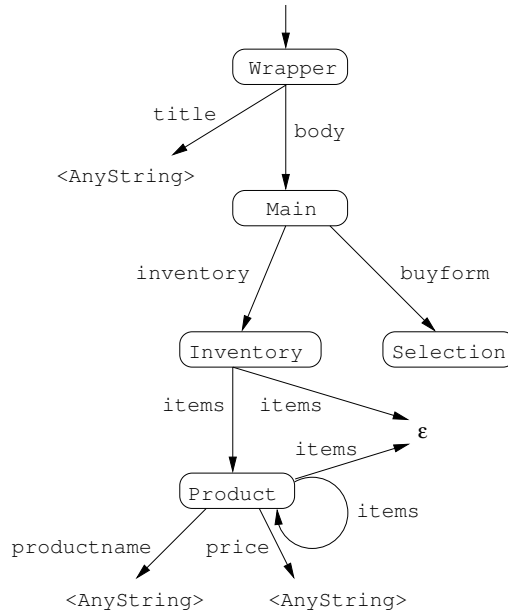 Wrapper
title
body
<AnyString>
Main
inventory
buyform
Inventory
Selection
items
items
ε
items
Product
items
productname
price
<AnyString>
<AnyString>